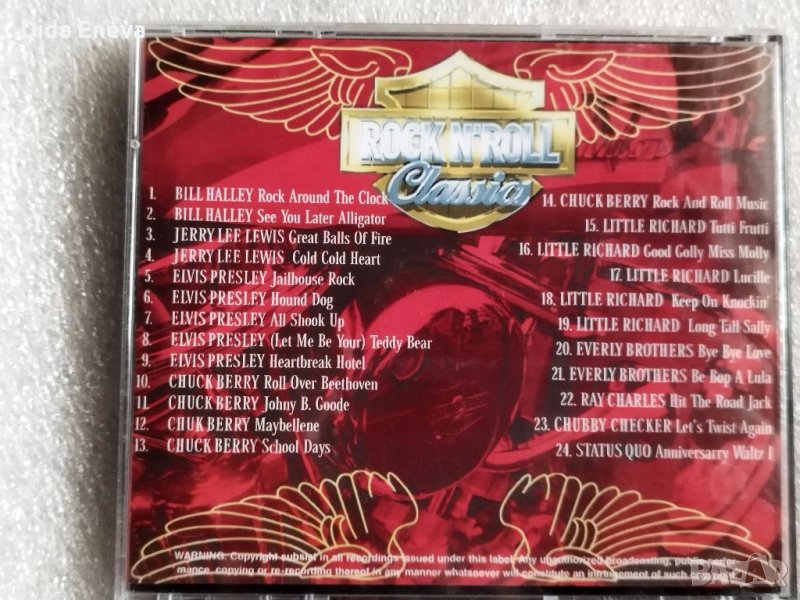 Dida Eneva
ROCK N'ROLL
Classics
1. BILL HALLEY Rock Around The Clock
2. BILL HALLEY See You Later Alligator
3. JERRY LEE LEWIS Great Balls Of Fire
4. JERRY LEE LEWIS Cold Cold Heart
5. ELVIS PRESLEY Jailhouse Rock
6. ELVIS PRESLEY Hound Dog
7. ELVIS PRESLEY All Shook Up
8. ELVIS PRESLEY (Let Me Be Your) Teddy Bear
9. ELVIS PRESLEY Heartbreak Hotel
10. CHUCK BERRY Roll Over Beethoven
11. CHUCK BERRY Johny B. Goode
12. CHUK BERRY Maybellene
13. CHUCK BERRY School Days
14. CHUCK BERRY Rock And Roll Music
15. LITTLE RICHARD Tutti Frutti
16. LITTLE RICHARD Good Golly Miss Molly
17. LITTLE RICHARD Lucille
18. LITTLE RICHARD Keep On Knockin'
19. LITTLE RICHARD Long Tall Sally
20. EVERLY BROTHERS Bye Bye Love
21. EVERLY BROTHERS Be Bop A Lula
22. RAY CHARLES Hit The Road Jack
23. CHUBBY CHECKER Let's Twist Again
24. STATUS QUO Anniversarry Waltz I
WARNING: Copyright subsist in all recordings issued under this label. Any unauthorized broadcasting, public perfor-
mance, copying or re-recording thereof in any manner whatsoever will constitute an infringement of such copyright